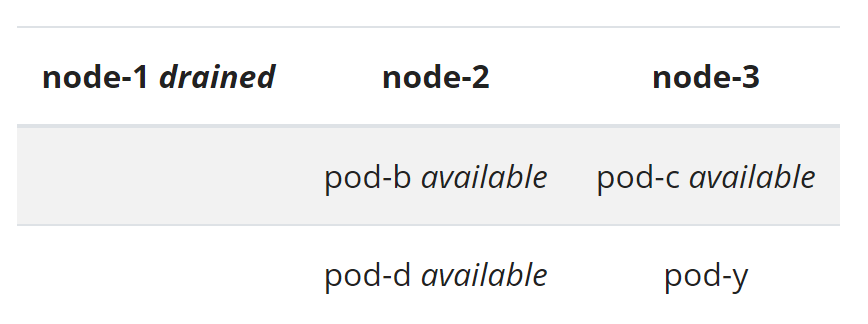 node-1 drained node-2 node-3
pod-b available pod-c available
pod-d available pod-y